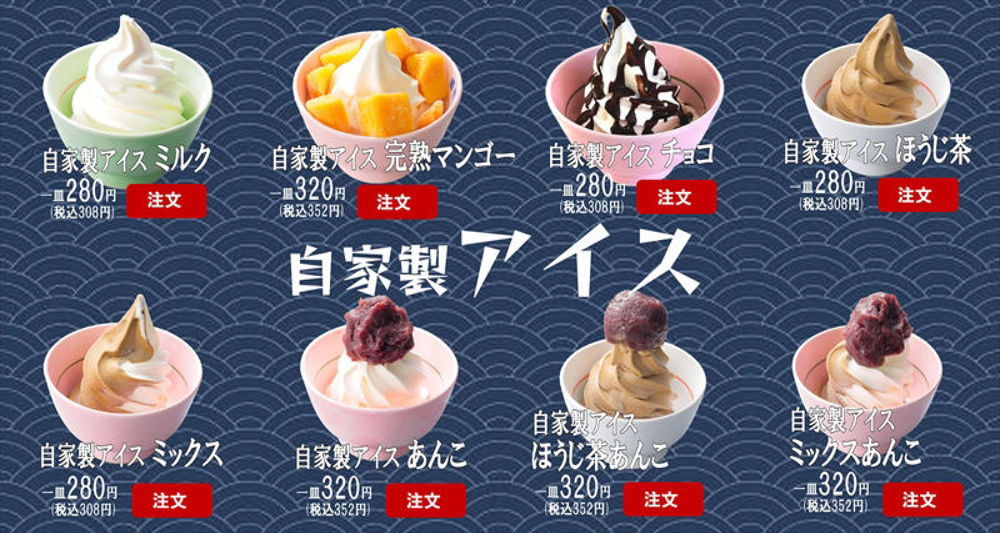 自家製アイス ミルク
一皿280円
(税込308円)
注文
自家製アイス 完熟マンゴー
一皿320円
(税込352円)
注文
自家製アイス チョコ
一皿280円
(税込308円)
注文
自家製アイス ほうじ茶
一皿280円
(税込308円)
注文
自家製アイス
自家製アイス ミックス
一皿280円
(税込308円)
注文
自家製アイス あんこ
一皿320円
(税込352円)
注文
自家製アイス
ほうじ茶あんこ
一皿320円
(税込352円)
注文
自家製アイス
ミックスあんこ
一皿320円
(税込352円)
注文